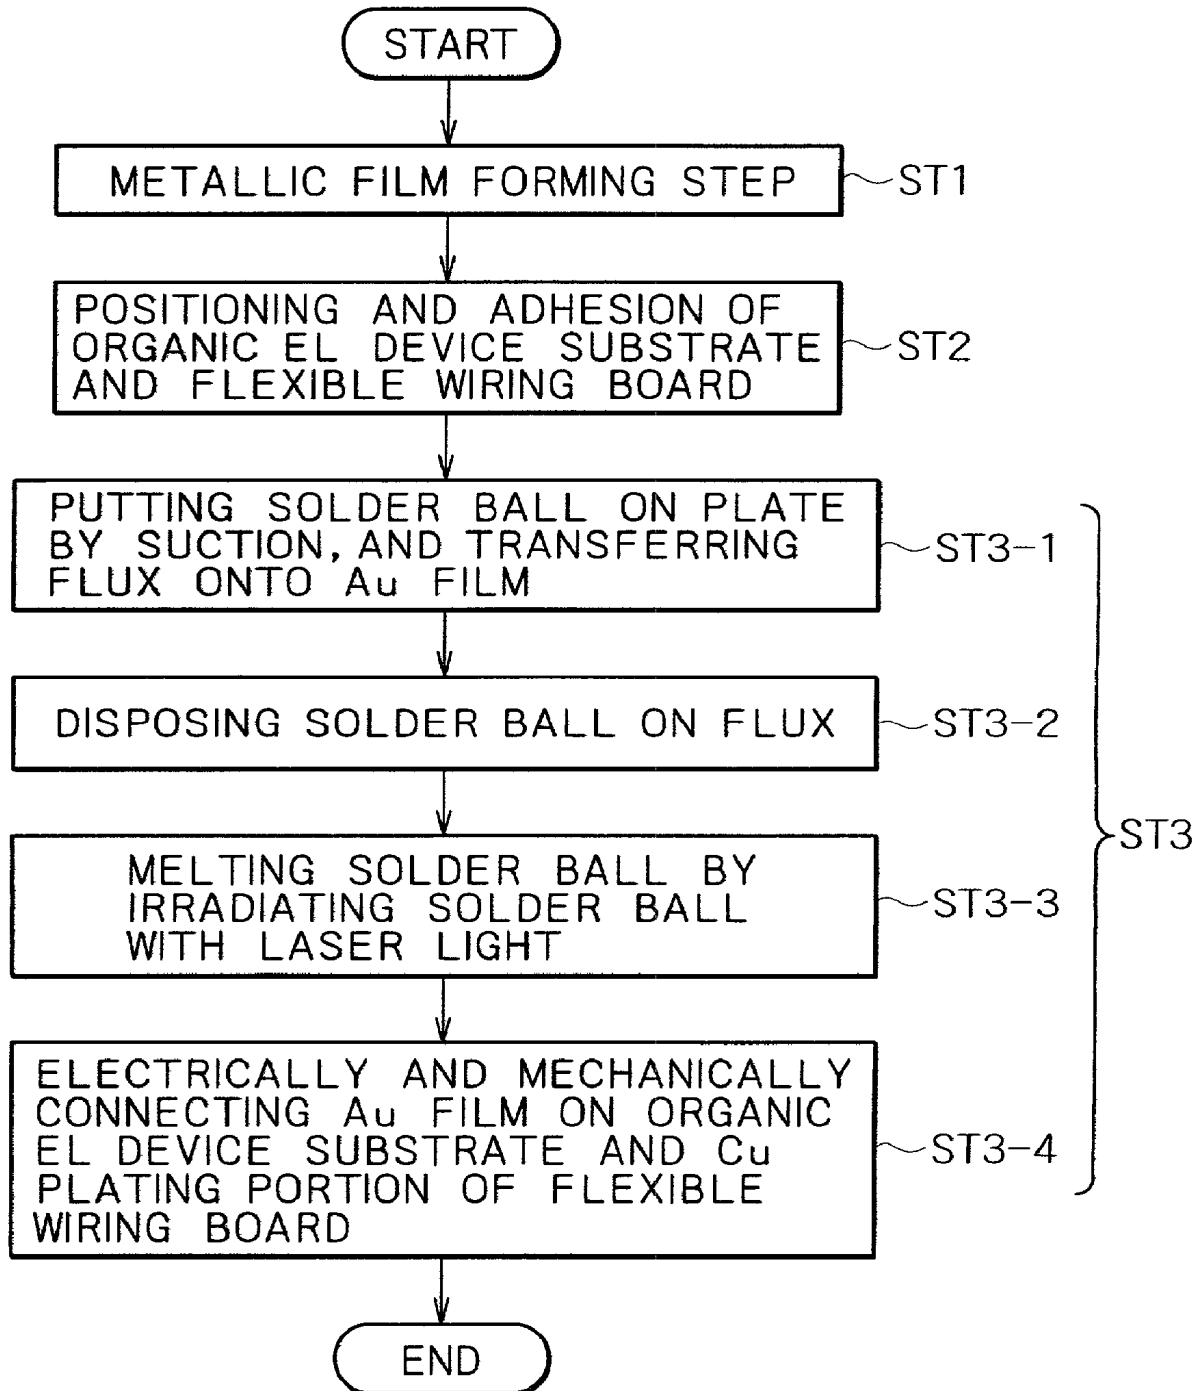 START
METALLIC FILM FORMING STEP
ST1
POSITIONING AND ADHESION OF
ORGANIC EL DEVICE SUBSTRATE
AND FLEXIBLE WIRING BOARD
ST2
PUTTING SOLDER BALL ON PLATE
BY SUCTION, AND TRANSFERRING
FLUX ONTO Au FILM
ST3-1
DISPOSING SOLDER BALL ON FLUX
ST3-2
MELTING SOLDER BALL BY
IRRADIATING SOLDER BALL
WITH LASER LIGHT
ST3-3
ST3
ELECTRICALLY AND MECHANICALLY
CONNECTING Au FILM ON ORGANIC
EL DEVICE SUBSTRATE AND Cu
PLATING PORTION OF FLEXIBLE
WIRING BOARD
ST3-4
END